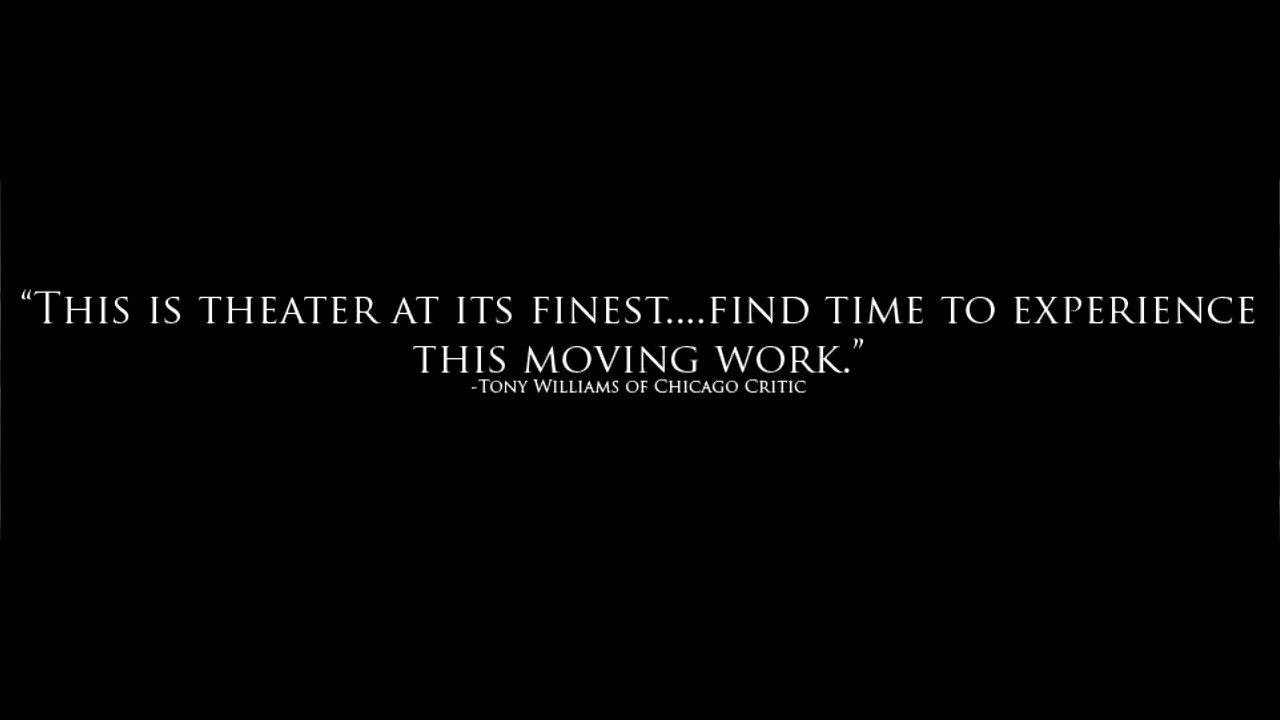 “This is theater at its finest....find time to experience
this moving work.”
-Tony Williams of Chicago Critic